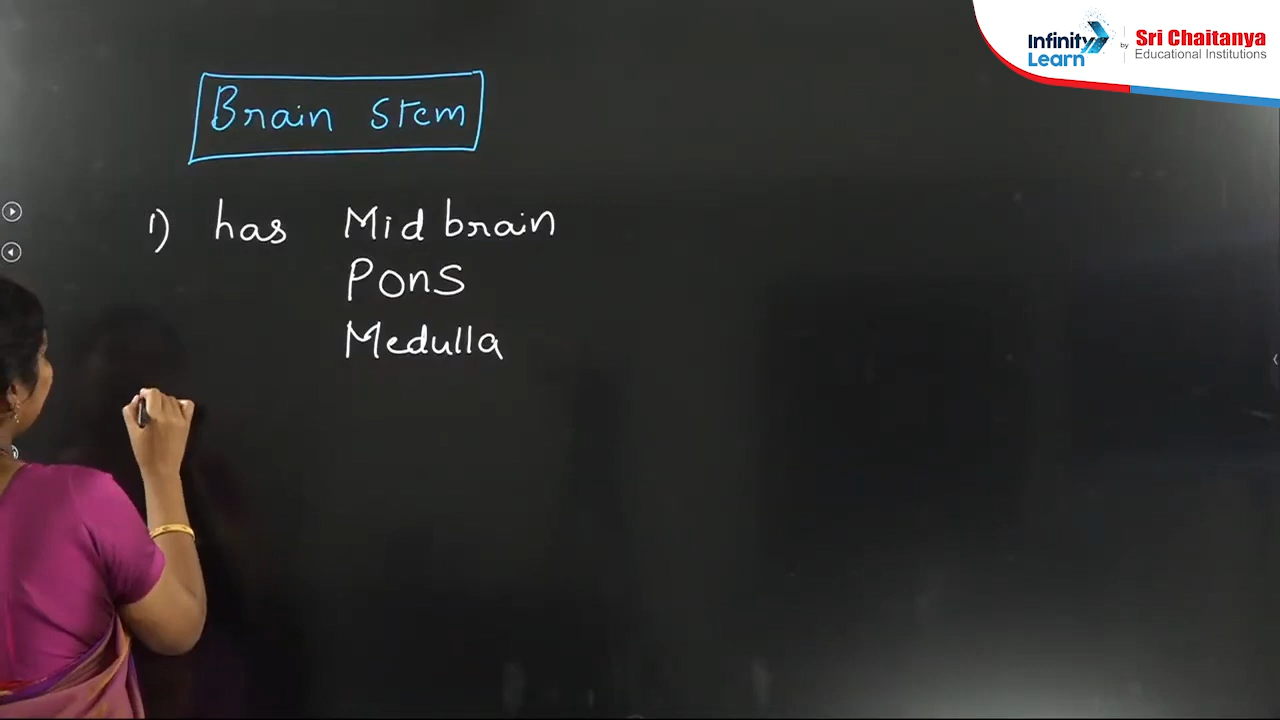 Infinity Learn by Sri Chaitanya Educational Institutions
Brain Stem
1) has Mid brain
Pons
Medulla